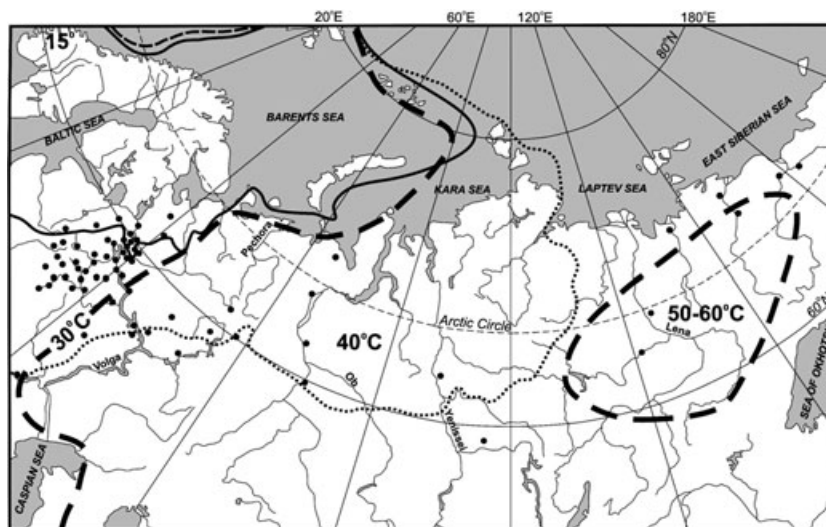 20°E
60°E
120°E
180°E
15°
80°N
BALTIC SEA
BARENTS SEA
KARA SEA
LAPTEV SEA
EAST SIBERIAN SEA
Pechora
30°C
Volga
40°C
Ob
Arctic Circle
Yenissei
50-60°C
Lena
60°N
SEA OF OKHOTS
CASPIAN SEA